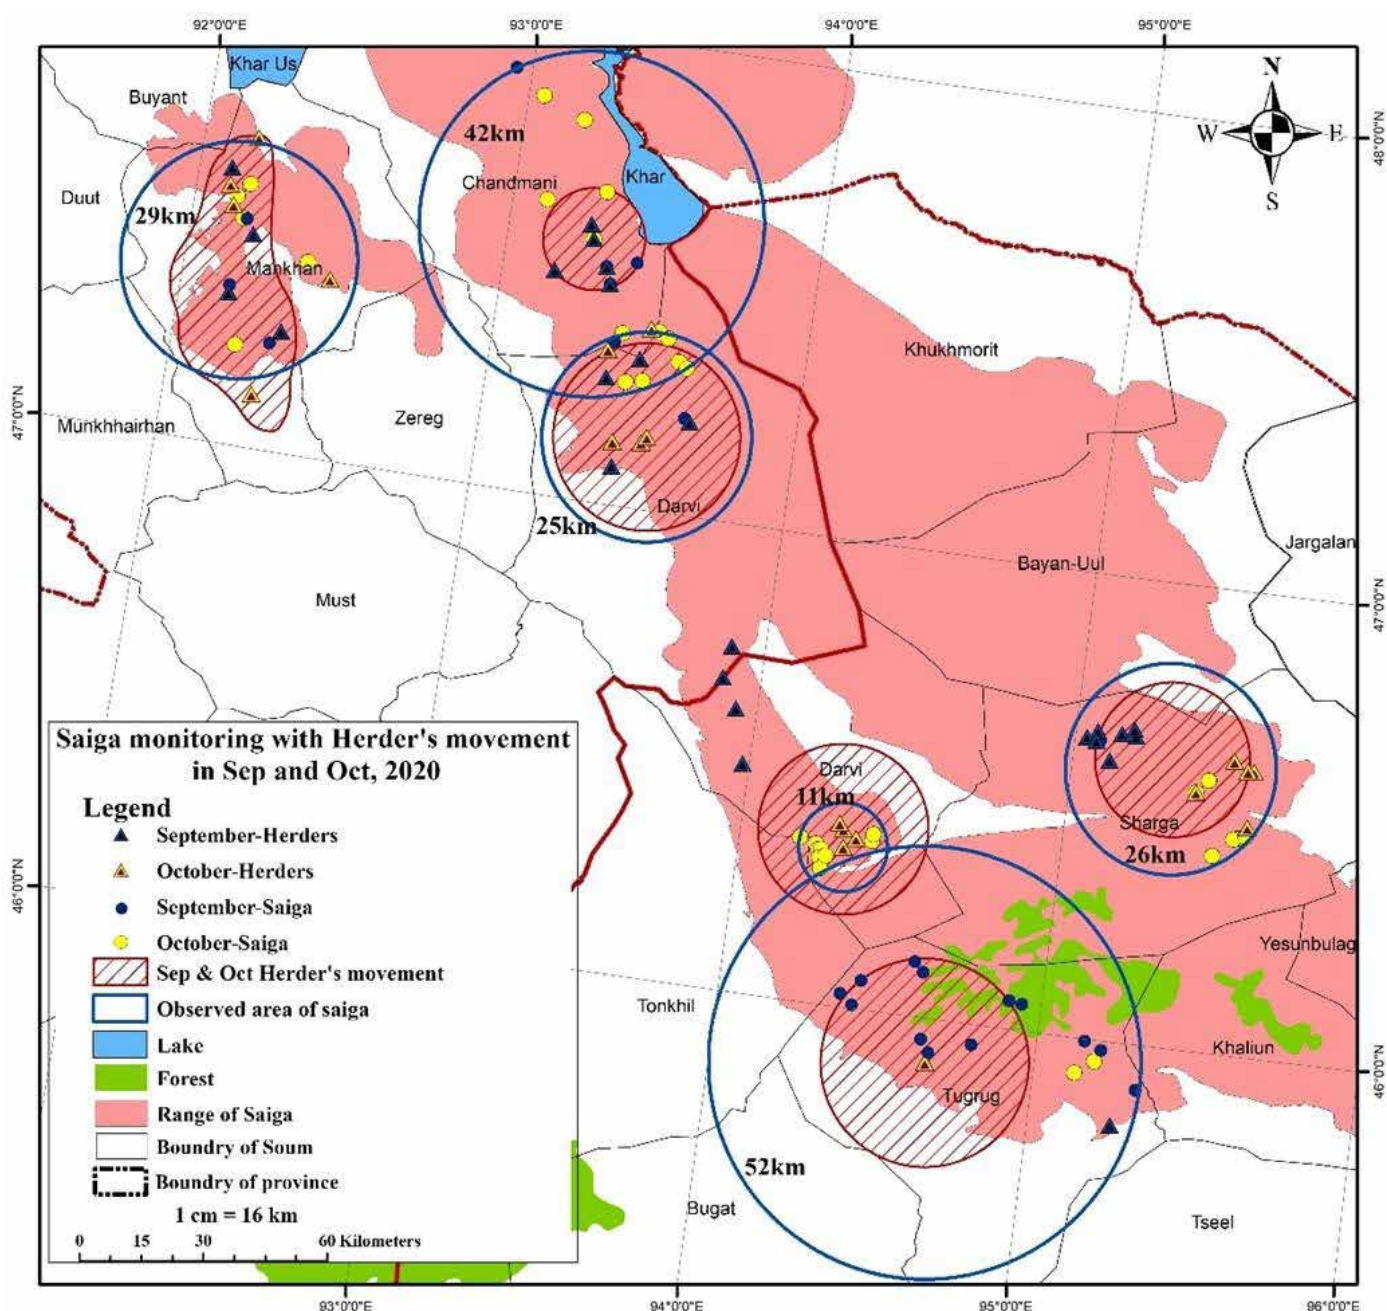 92°0'0"E
93°0'0"E
94°0'0"E
95°0'0"E
Khar Us
Buyant
42km
N
W
E
S
48°0'0"N
Chandmani
Khar
Duut
29km
Mankhan
Khukhmorit
47°0'0"N
Munkhhairhan
Zereg
Darvi
25km
Jargalan
Bayan-Uul
Must
47°0'0"N
Saiga monitoring with Herder's movement
in Sep and Oct, 2020
Legend
September-Herders
October-Herders
September-Saiga
October-Saiga
Sep & Oct Herder's movement
Observed area of saiga
Lake
Forest
Range of Saiga
Boundry of Soum
Boundry of province
1 cm = 16 km
0 15 30 60 Kilometers
Darvi
11km
Sharga
26km
46°0'0"N
Yesunbulag
Tonkhil
Khaliun
46°0'0"N
Tugrug
52km
Bugat
Tseel
93°0'0"E
94°0'0"E
95°0'0"E
96°0'0"E